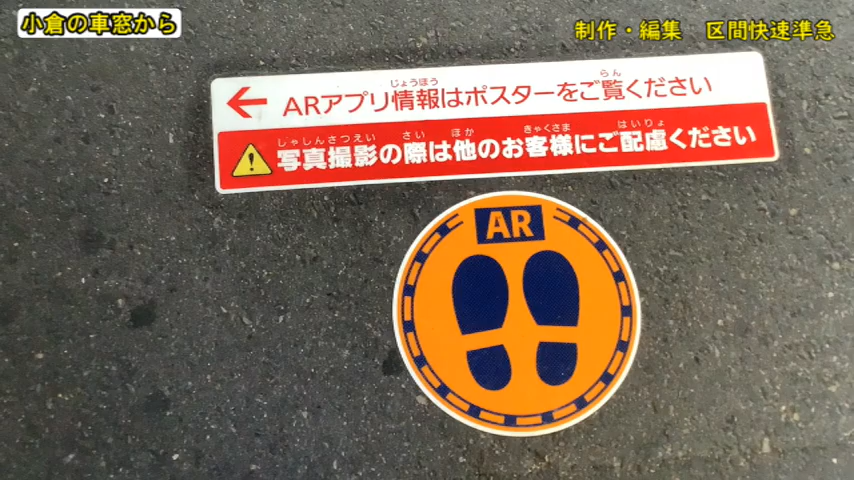 小倉の車窓から
制作・編集 区間快速準急
じょうほう らん
ARアプリ情報はポスターをご覧ください
じゃしんさつえい さい ほか きゃくさま はいりょ
写真撮影の際は他のお客様にご配慮ください
AR